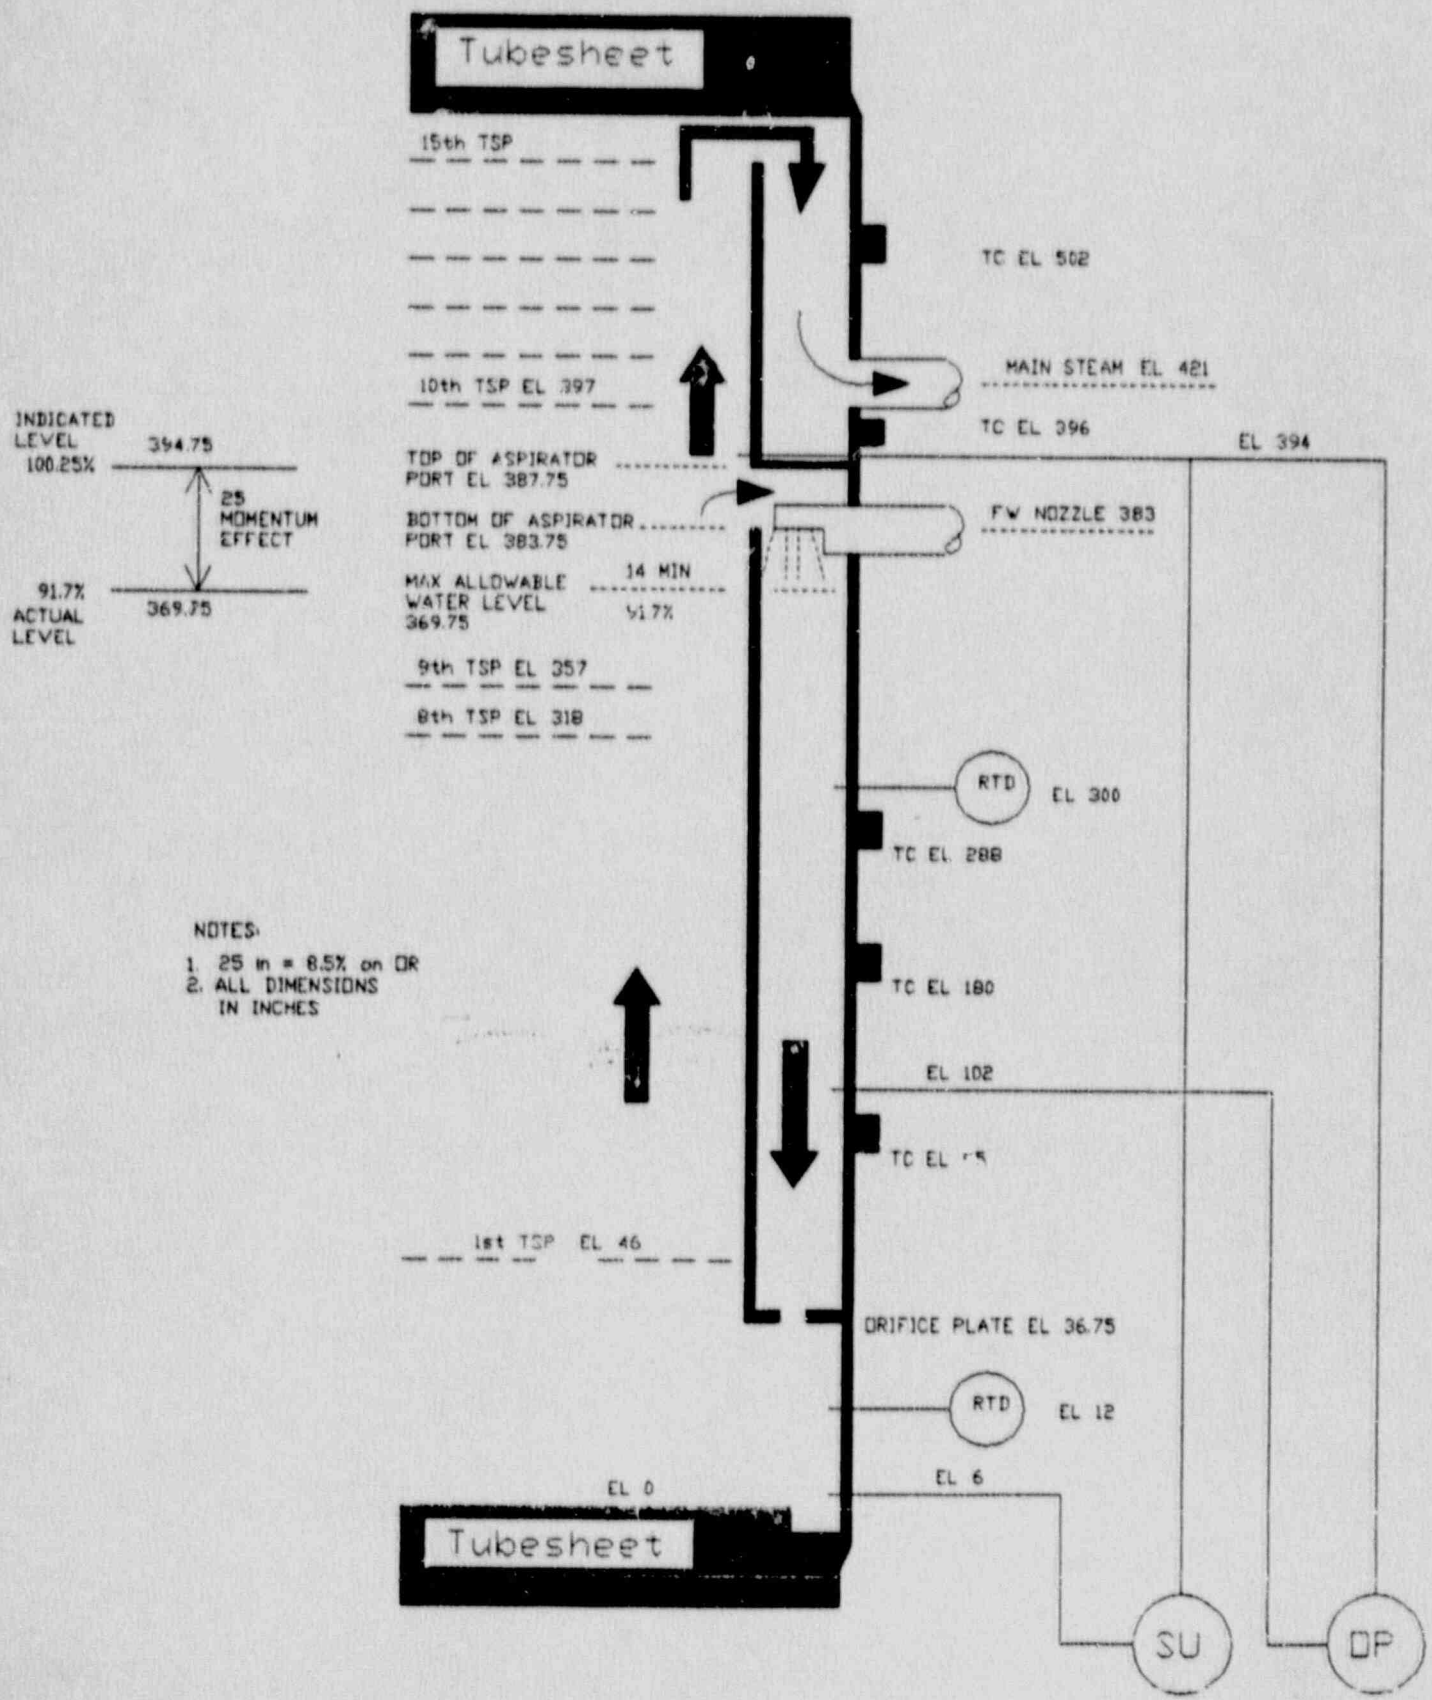 Tubesheet
15th TSP
TC EL 502
MAIN STEAM EL 421
10th TSP EL 397
TC EL 396
EL 394
INDICATED
LEVEL
100.25%
394.75
TOP OF ASPIRATOR
PORT EL 387.75
25
MOMENTUM
EFFECT
BOTTOM OF ASPIRATOR
PORT EL 383.75
FW NOZZLE 383
91.7%
ACTUAL
LEVEL
369.75
MAX ALLOWABLE
WATER LEVEL
369.75
14 MIN
91.7%
9th TSP EL 357
8th TSP EL 318
RTD
EL 300
TC EL 288
NOTES:
1. 25 in = 8.5% on OR
2. ALL DIMENSIONS
IN INCHES
TC EL 180
EL 102
TC EL
1st TSP EL 46
ORIFICE PLATE EL 36.75
RTD
EL 12
EL 6
EL 0
Tubesheet
SU
OP